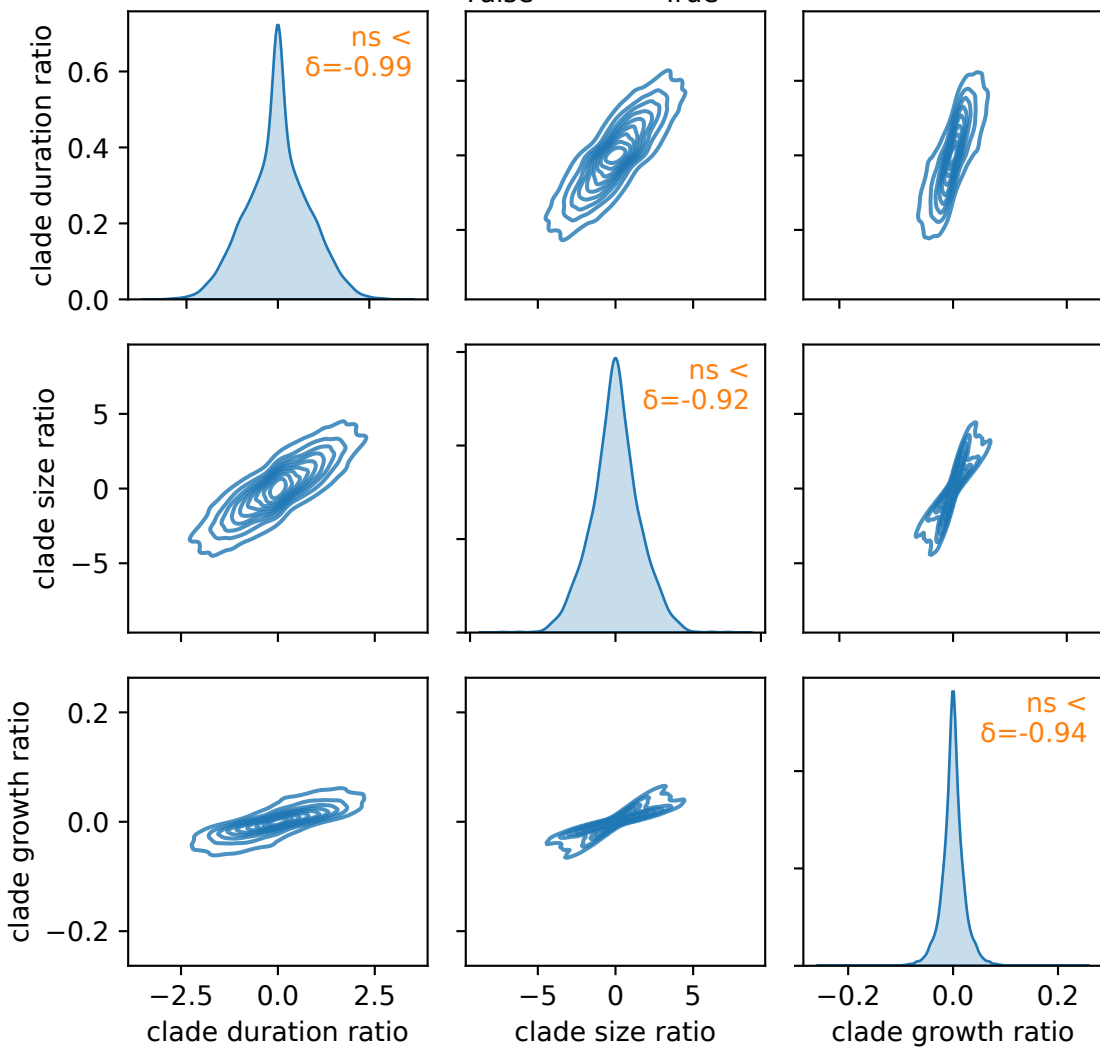 False True
clade duration ratio
0.6
0.4
0.2
0.0
ns <
δ=-0.99
clade size ratio
5
0
−5
ns <
δ=-0.92
clade growth ratio
0.2
0.0
−0.2
ns <
δ=-0.94
−2.5 0.0 2.5
−5 0 5
−0.2 0.0 0.2
clade duration ratio
clade size ratio
clade growth ratio